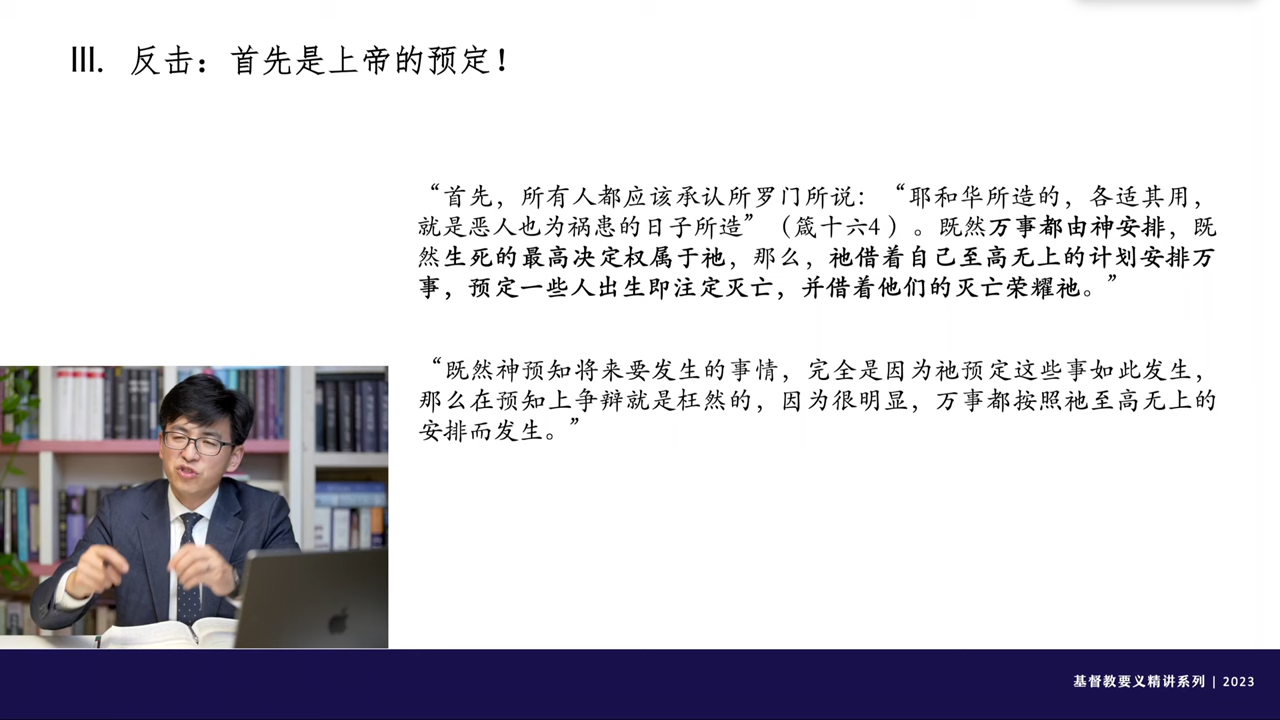 III. 反击：首先是上帝的预定！
“首先，所有人都应该承认所罗门所说：“耶和华所造的，各适其用，
就是恶人也为祸患的日子所造”（箴十六4）。既然万事都由神安排，既
然生死的最高决定权属于祂，那么，祂借着自己至高无上的计划安排万
事，预定一些人出生即注定灭亡，并借着他们的灭亡荣耀祂。”
“既然神预知将来要发生的事情，完全是因为祂预定这些事如此发生，
那么在预知上争辩就是枉然的，因为很明显，万事都按照祂至高无上的
安排而发生。”
基督教要义精讲系列 | 2023